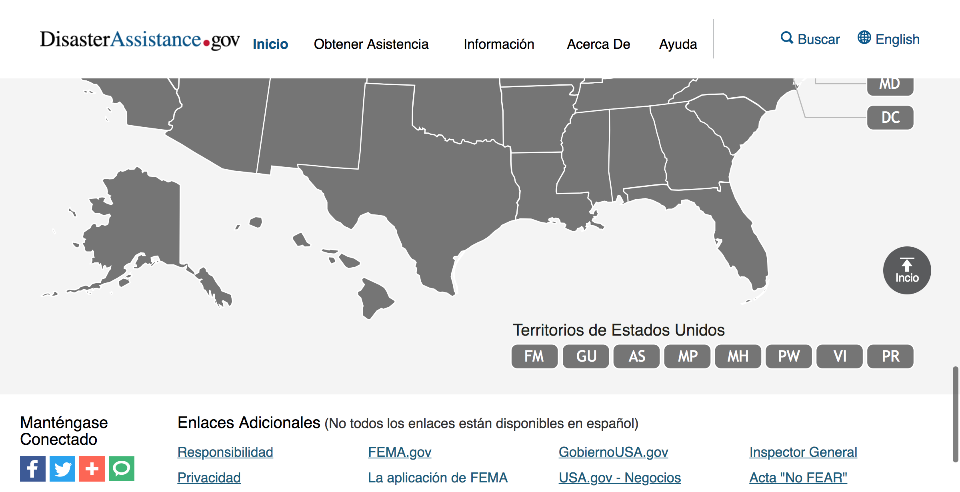 DisasterAssistance.gov Inicio Obtener Asistencia Información Acerca De Ayuda Buscar English
MD
DC
Incio
Territorios de Estados Unidos
FM GU AS MP MH PW VI PR
Manténgase
Conectado
Enlaces Adicionales (No todos los enlaces están disponibles en español)
Responsibilidad FEMA.gov GobiernoUSA.gov Inspector General
Privacidad La aplicación de FEMA USA.gov - Negocios Acta "No FEAR"